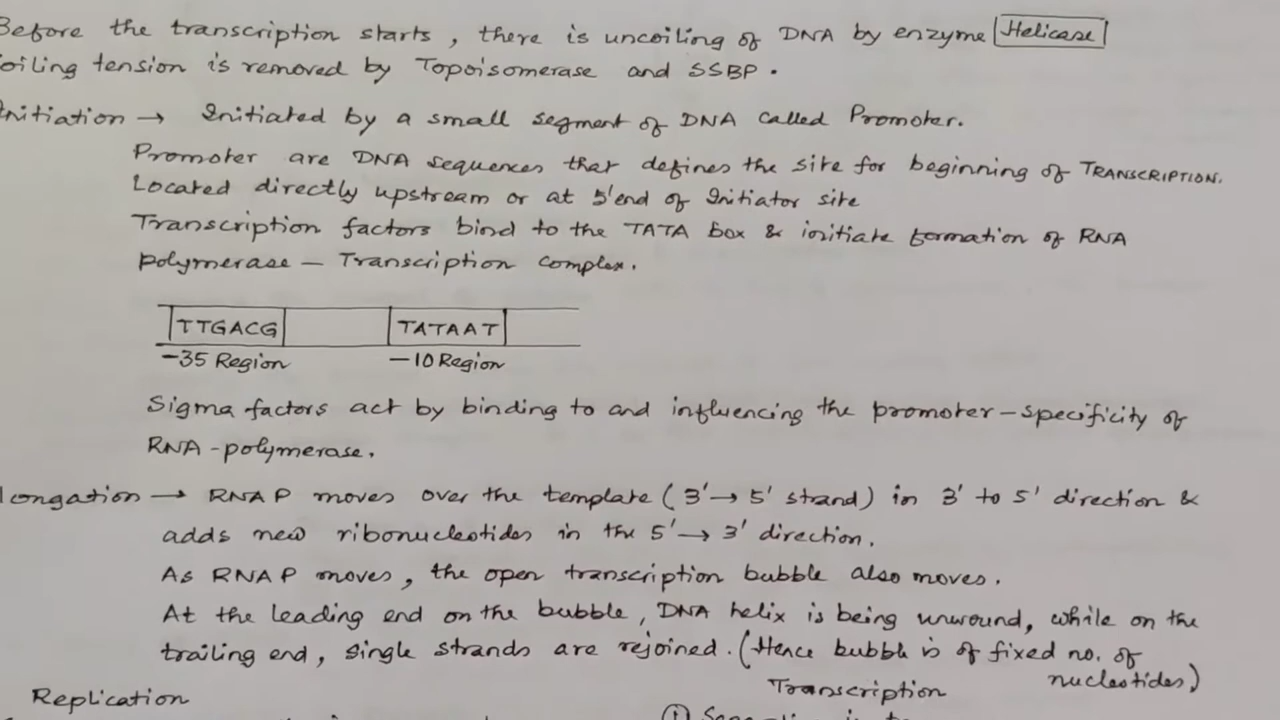 Before the transcription starts, there is uncoiling of DNA by enzyme Helicase
oiling tension is removed by Topoisomerase and SSBP.
Initiation → Initiated by a small segment of DNA called Promoter.
Promoter are DNA sequences that defines the site for beginning of TRANSCRIPTION.
Located directly upstream or at 5'end of Initiator site
Transcription factors bind to the TATA box & initiate formation of RNA
polymerase – Transcription complex.
TTGACG TATAAT
-35 Region -10 Region
Sigma factors act by binding to and influencing the promoter-specificity of
RNA-polymerase.
longation → RNAP moves over the template (3' → 5' strand) in 3' to 5' direction &
adds new ribonucleotides in the 5' → 3' direction.
As RNAP moves, the open transcription bubble also moves.
At the leading end on the bubble, DNA helix is being unwound, while on the
trailing end, single strands are rejoined. (Hence bubble is of fixed no. of
nucleotides)
Replication Transcription